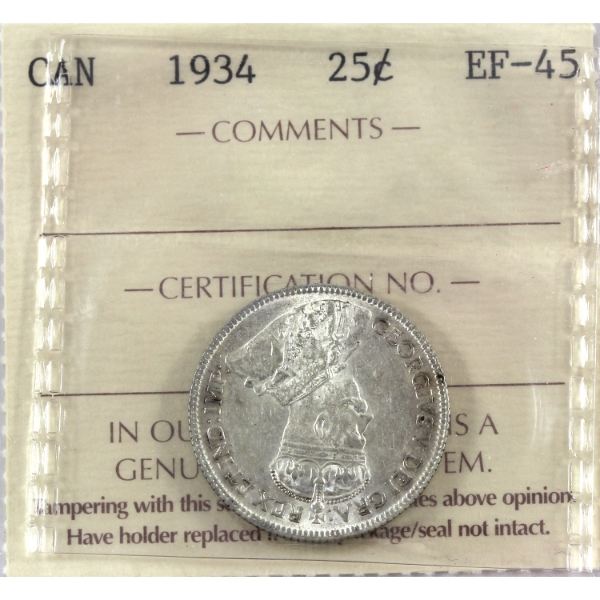 CAN 1934 25¢ EF-45
— COMMENTS —
— CERTIFICATION NO. —
IN OU IS A
GENU EM.
Tampering with this s es above opinion.
Have holder replaced kage/seal not intact.
GEORGIVS V DEI GRA: REX ET IND: IMP: